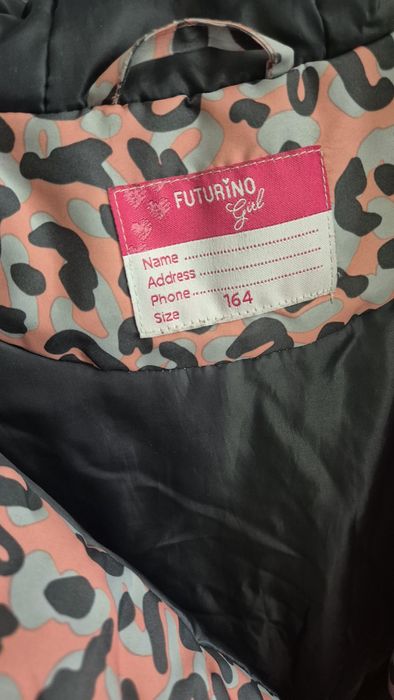 FUTURINO
Girl
Name
Address
Phone
Size 164